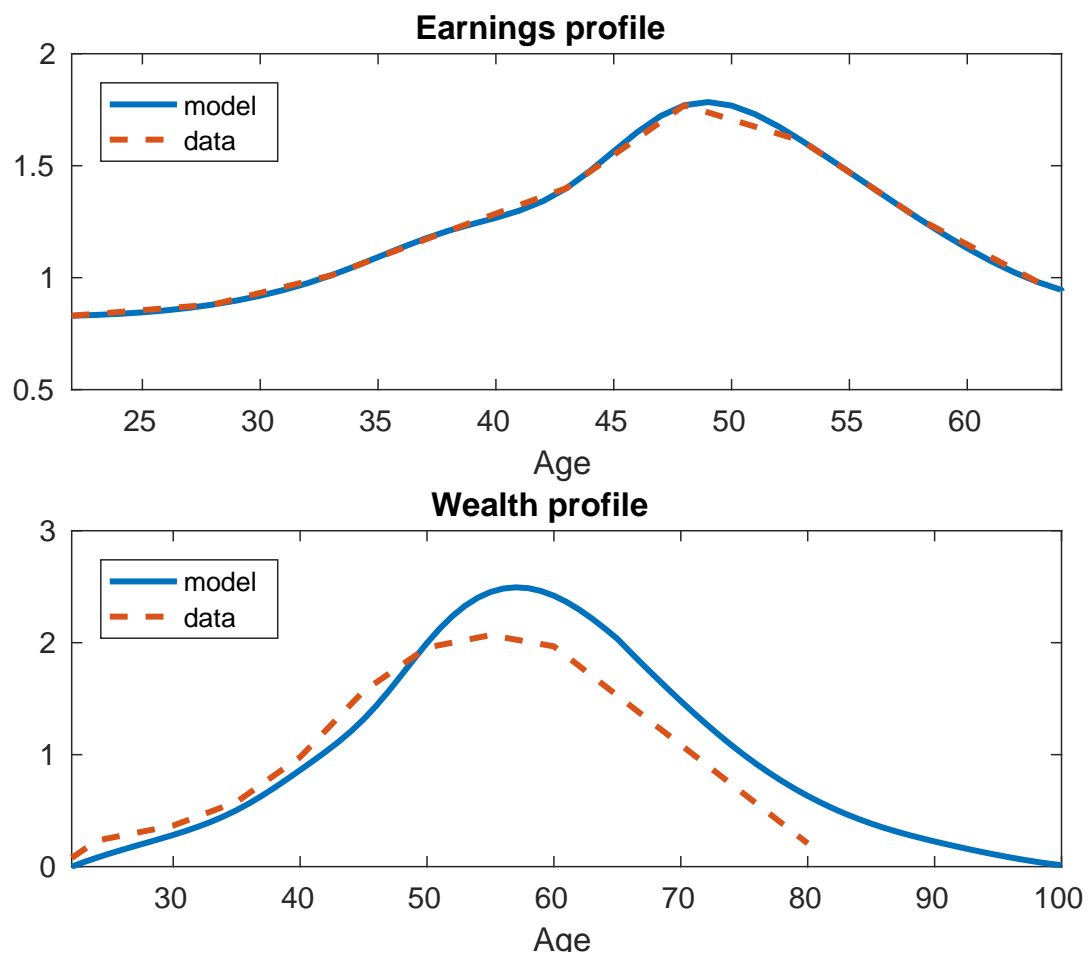 Earnings profile
2
1.5
1
0.5
model
data
25 30 35 40 45 50 55 60
Age
Wealth profile
3
2
1
0
model
data
30 40 50 60 70 80 90 100
Age